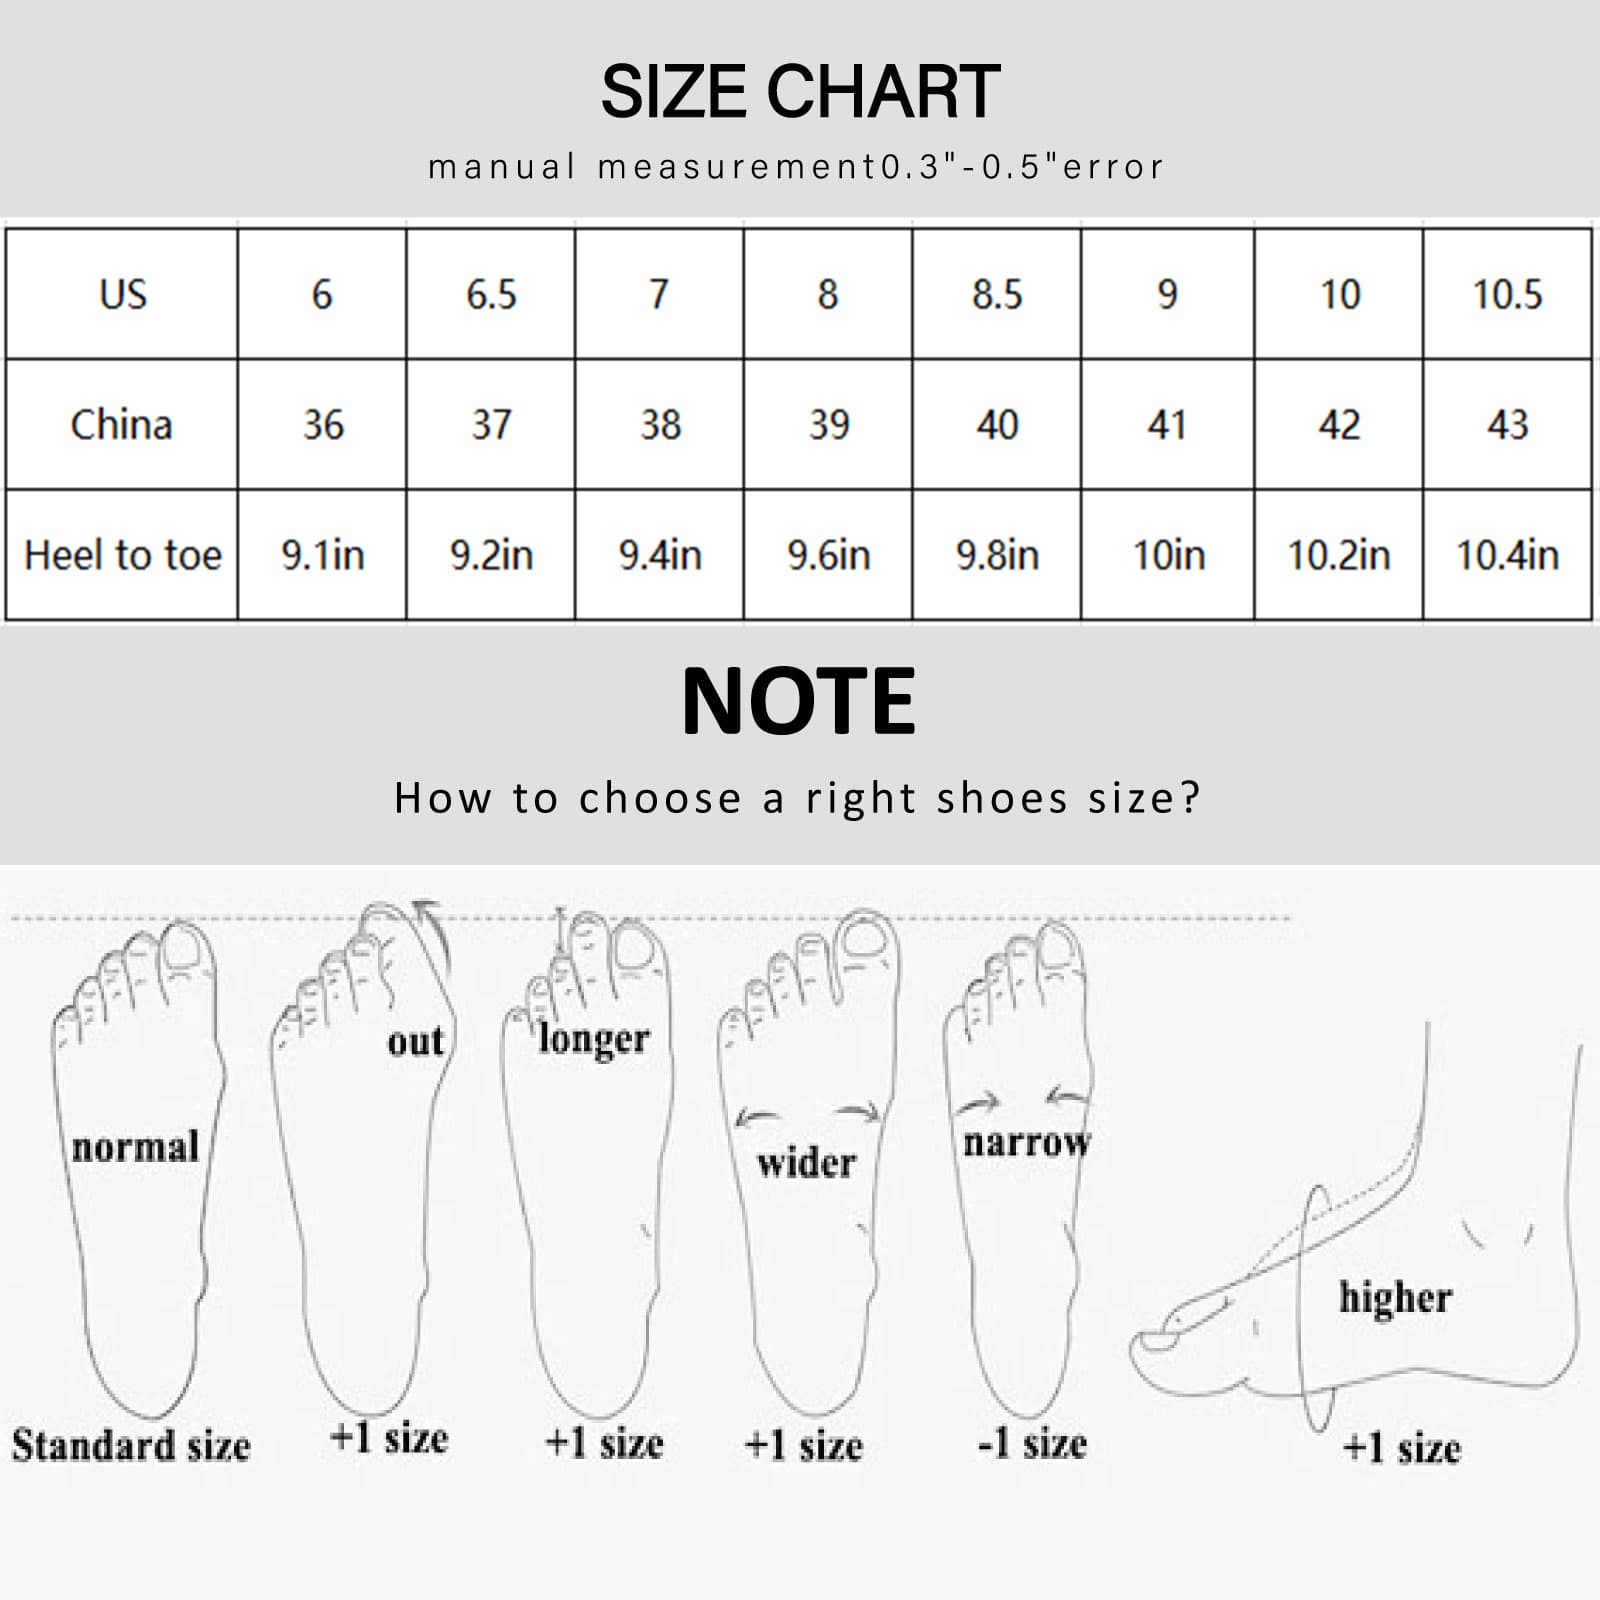 SIZE CHART
manual measurement0.3"-0.5"error
US 6 6.5 7 8 8.5 9 10 10.5
China 36 37 38 39 40 41 42 43
Heel to toe 9.1in 9.2in 9.4in 9.6in 9.8in 10in 10.2in 10.4in
NOTE
How to choose a right shoes size?
out longer
normal wider narrow
higher
Standard size +1 size +1 size +1 size -1 size +1 size